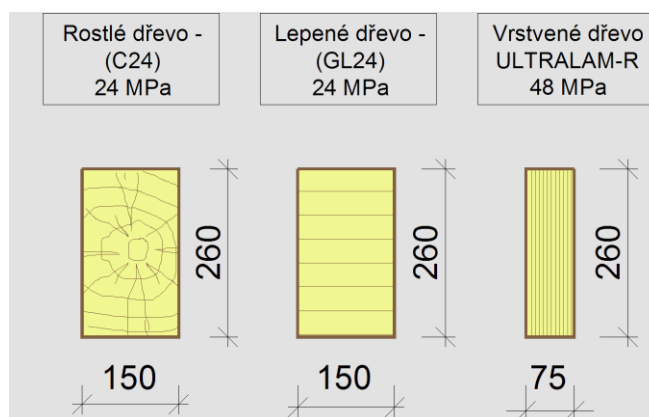 Rostlé dřevo -
(C24)
24 MPa
Lepené dřevo -
(GL24)
24 MPa
Vrstvené dřevo
ULTRALAM-R
48 MPa
260
260
260
150
150
75